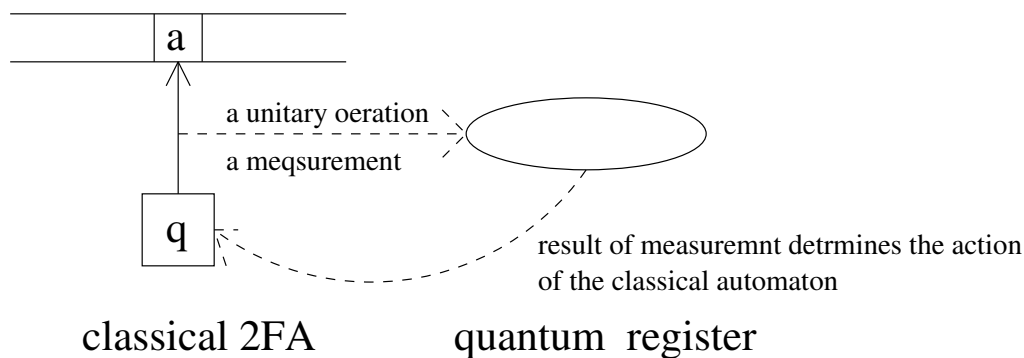 a
a unitary oeration
a meqsurement
q
result of measuremnt detrmines the action
of the classical automaton
classical 2FA
quantum register